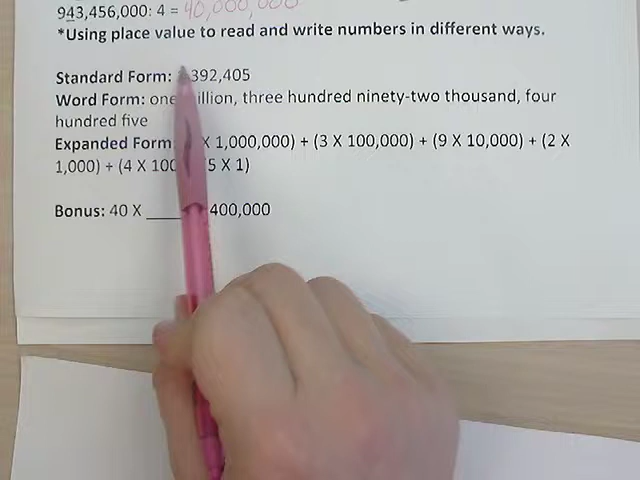 943,456,000: 4 = 40,000,000
*Using place value to read and write numbers in different ways.
Standard Form: 392,405
Word Form: one illion, three hundred ninety-two thousand, four
hundred five
Expanded Form X 1,000,000) + (3 X 100,000) + (9 X 10,000) + (2 X
1,000) + (4 X 100 5 X 1)
Bonus: 40 X ____ 400,000